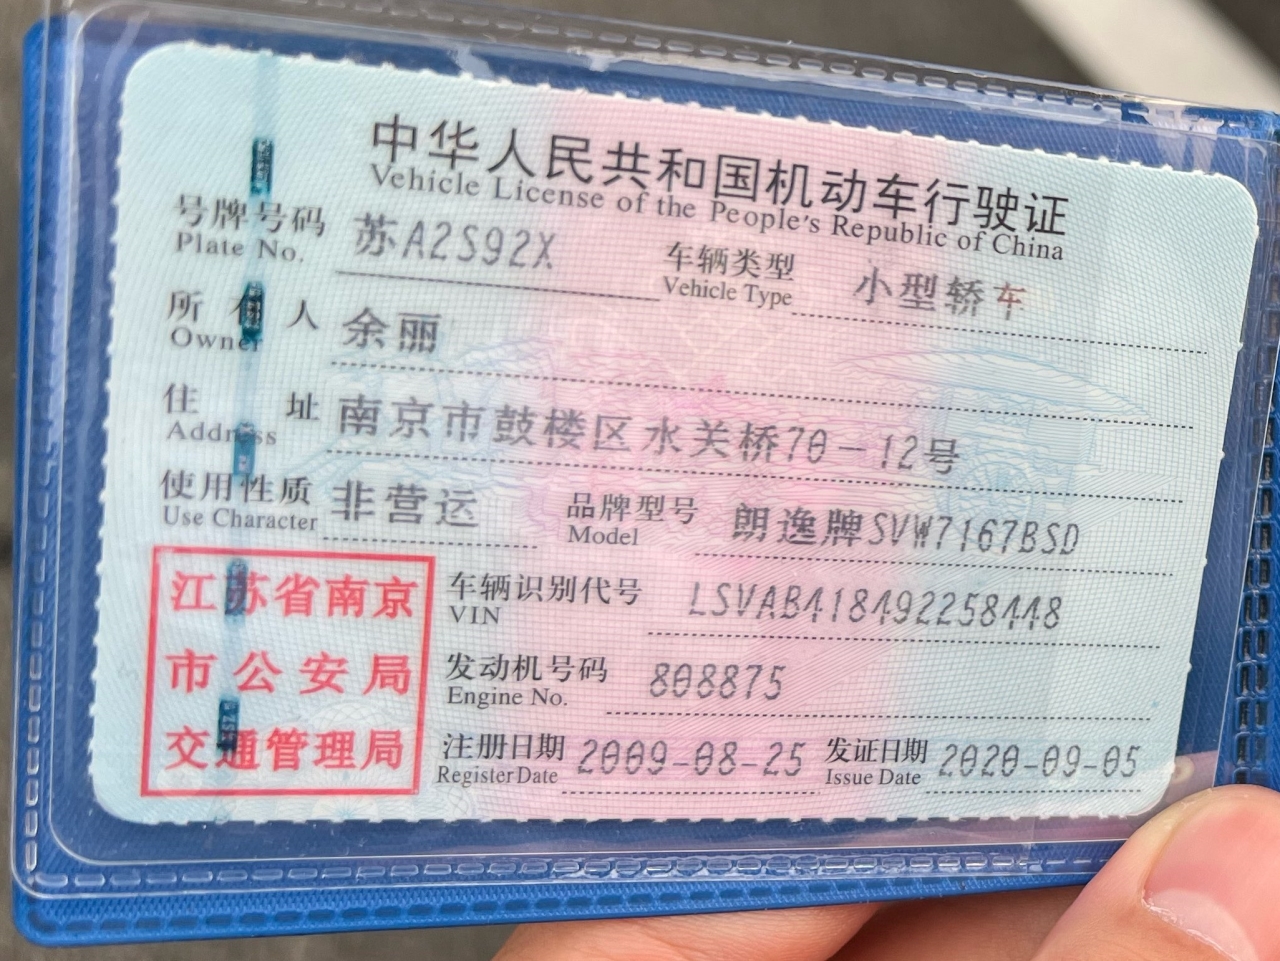 中华人民共和国机动车行驶证
Vehicle License of the People's Republic of China
号牌号码 苏A2S92X 车辆类型 小型轿车
Plate No. Vehicle Type
所有人 余丽
Owner
住址 南京市鼓楼区水关桥70-12号
Address
使用性质 非营运 品牌型号 朗逸牌SVW7167BSD
Use Character Model
江苏省南京
市公安局
交通管理局
车辆识别代号 LSVAB418492258448
VIN
发动机号码 808875
Engine No.
注册日期 2009-08-25 发证日期 2020-09-05
Register Date Issue Date